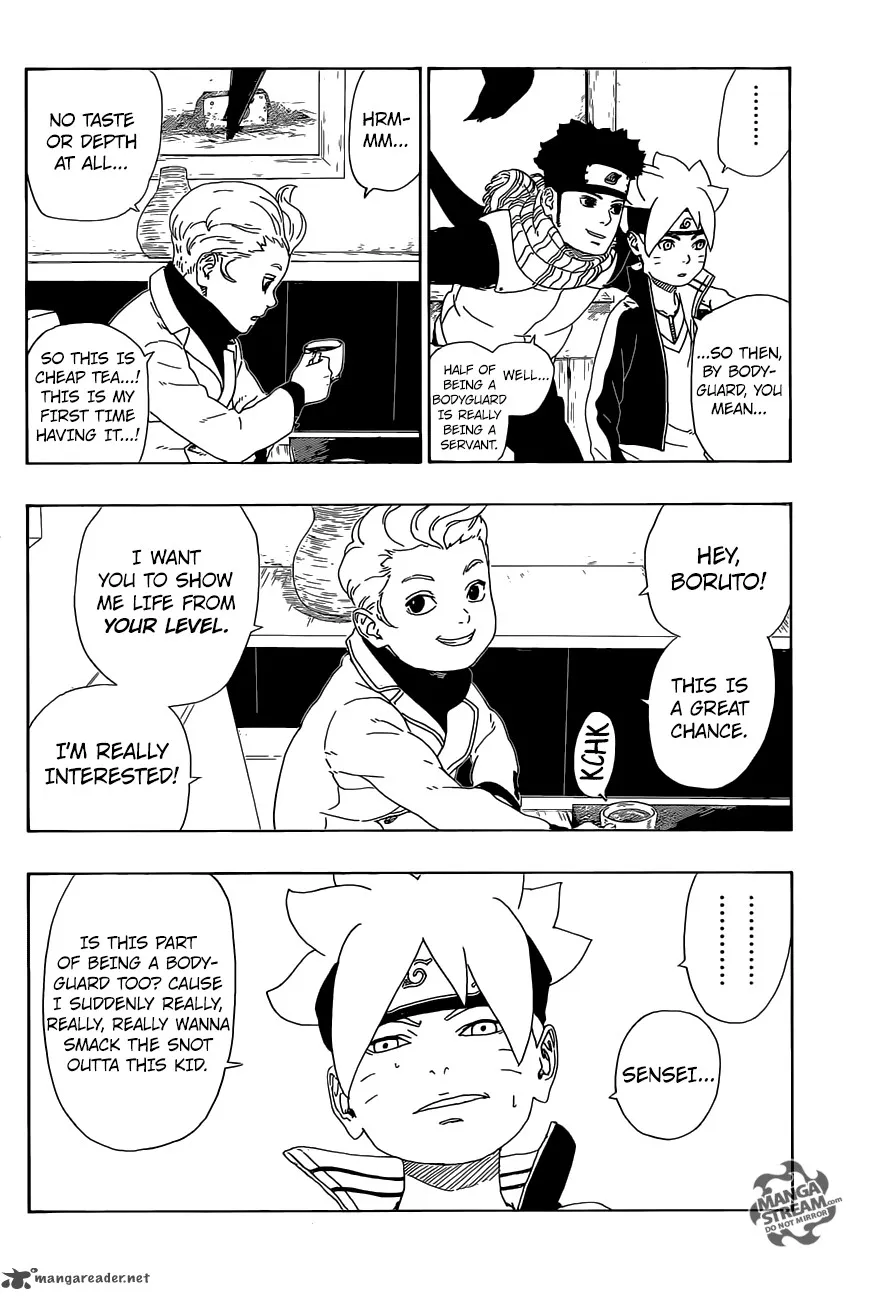 ........
...SO THEN,
BY BODY-
GUARD, YOU
MEAN...
WELL...
HALF OF
BEING A
BODYGUARD
IS REALLY
BEING A
SERVANT.
HRM-
MM...
NO TASTE
OR DEPTH
AT ALL...
SO THIS IS
CHEAP TEA...!
THIS IS MY
FIRST TIME
HAVING IT...!
HEY,
BORUTO!
THIS IS
A GREAT
CHANCE.
KCHK
I WANT
YOU TO SHOW
ME LIFE FROM
YOUR LEVEL.
I'M REALLY
INTERESTED!
........ ........
SENSEI...
IS THIS PART
OF BEING A BODY-
GUARD TOO? CAUSE
I SUDDENLY REALLY,
REALLY, REALLY WANNA
SMACK THE SNOT
OUTTA THIS KID.
MANGA
STREAM.com
DO NOT MIRROR
mangareader.net